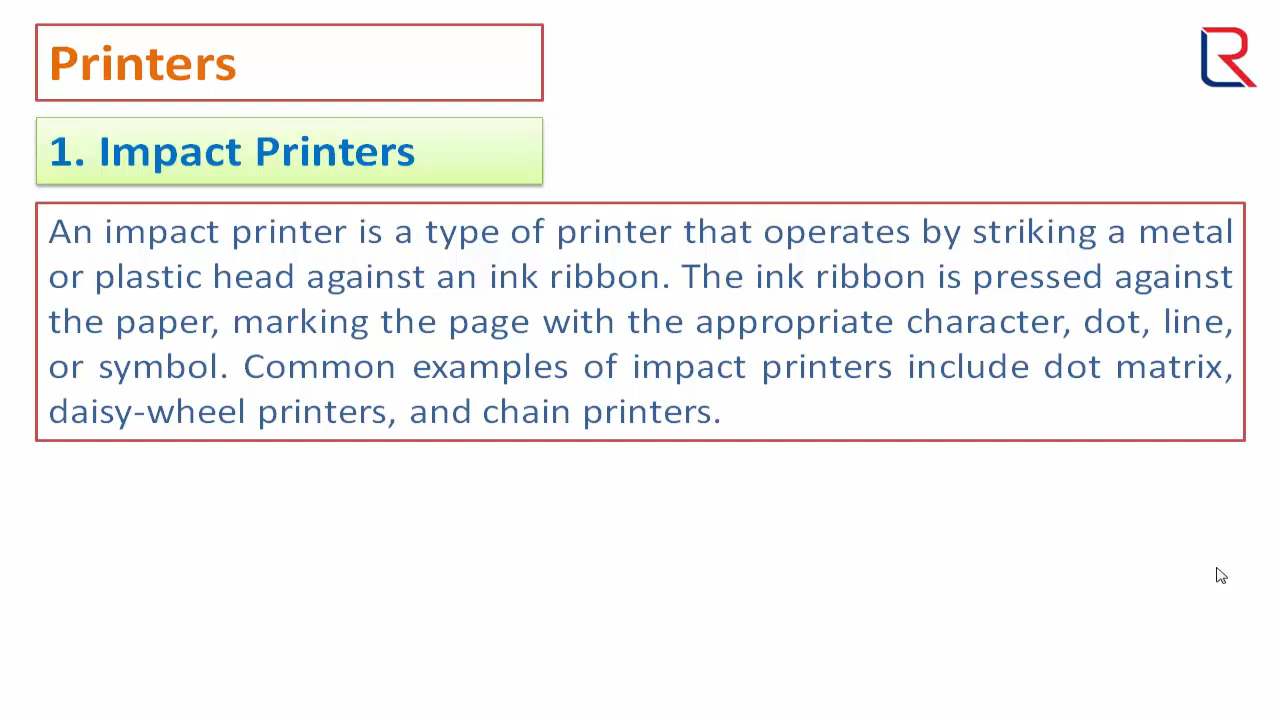 Printers
1. Impact Printers
An impact printer is a type of printer that operates by striking a metal
or plastic head against an ink ribbon. The ink ribbon is pressed against
the paper, marking the page with the appropriate character, dot, line,
or symbol. Common examples of impact printers include dot matrix,
daisy-wheel printers, and chain printers.